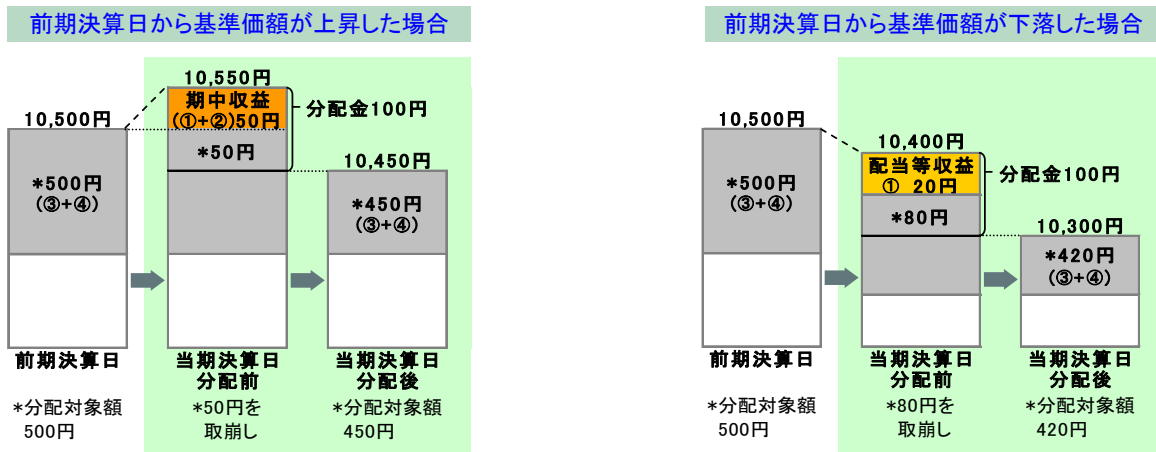 前期決算日から基準価額が上昇した場合
10,550円
期中収益
(①+②)50円
分配金100円
10,500円
*50円
10,450円
*500円
(③+④)
*450円
(③+④)
前期決算日
当期決算日
分配前
当期決算日
分配後
*分配対象額
500円
*50円を
取崩し
*分配対象額
450円
前期決算日から基準価額が下落した場合
10,500円
10,400円
配当等収益
① 20円
分配金100円
*500円
(③+④)
*80円
10,300円
*420円
(③+④)
前期決算日
当期決算日
分配前
当期決算日
分配後
*分配対象額
500円
*80円を
取崩し
*分配対象額
420円